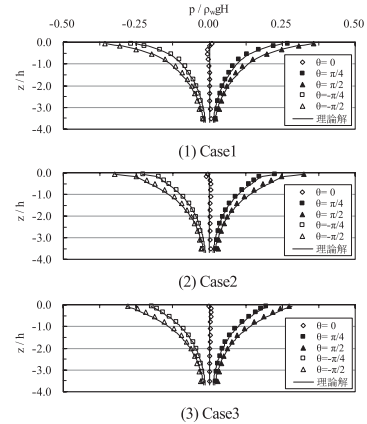 p / ρwgH
-0.50 -0.25 0.00 0.25 0.50
z / h
0.0
-1.0
-2.0
-3.0
-4.0
θ= 0
θ= π/4
θ= π/2
θ=-π/4
θ=-π/2
理論解
(1) Case1
z / h
0.0
-1.0
-2.0
-3.0
-4.0
θ= 0
θ= π/4
θ= π/2
θ=-π/4
θ=-π/2
理論解
(2) Case2
z / h
0.0
-1.0
-2.0
-3.0
-4.0
θ= 0
θ= π/4
θ= π/2
θ=-π/4
θ=-π/2
理論解
(3) Case3